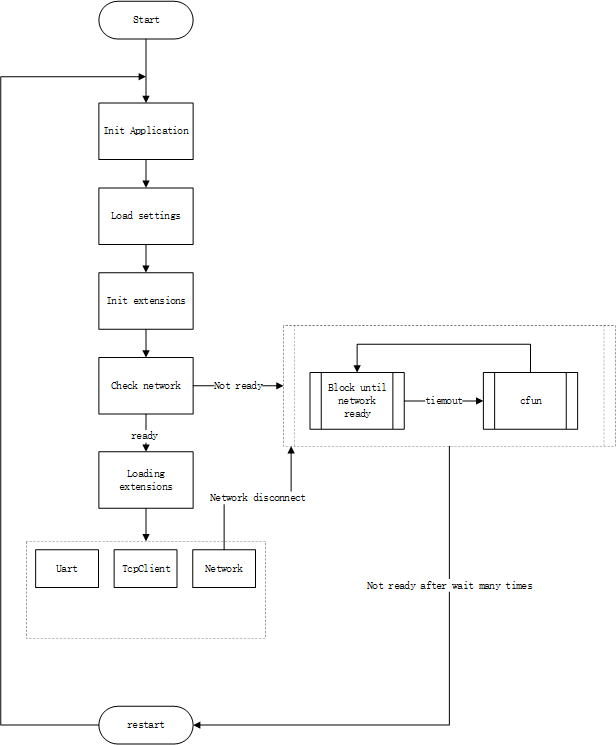 Start
Init Application
Load settings
Init extensions
Check network
Not ready
Block until
network
ready
tiemout
cfun
ready
Loading
extensions
Network disconnect
Uart
TcpClient
Network
Not ready after wait many times
restart